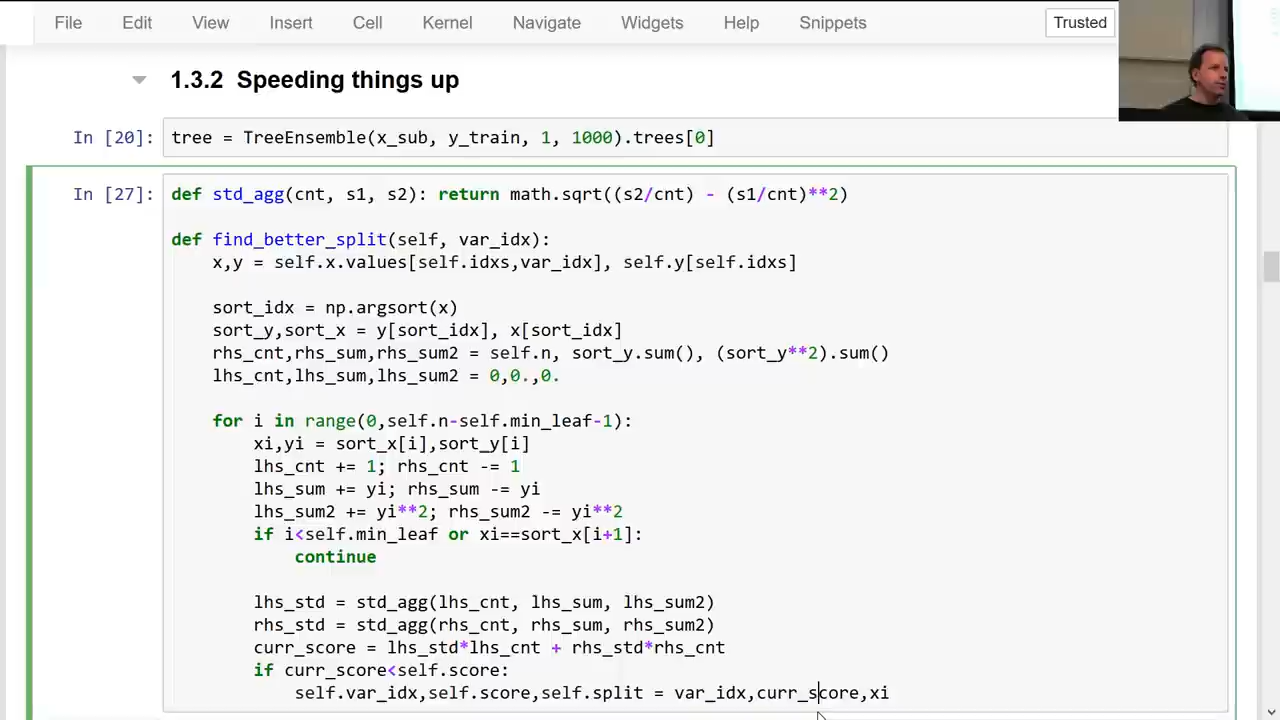 File Edit View Insert Cell Kernel Navigate Widgets Help Snippets Trusted
1.3.2 Speeding things up
In [20]: tree = TreeEnsemble(x_sub, y_train, 1, 1000).trees[0]
In [27]: def std_agg(cnt, s1, s2): return math.sqrt((s2/cnt) - (s1/cnt)**2)
def find_better_split(self, var_idx):
x,y = self.x.values[self.idxs,var_idx], self.y[self.idxs]
sort_idx = np.argsort(x)
sort_y,sort_x = y[sort_idx], x[sort_idx]
rhs_cnt,rhs_sum,rhs_sum2 = self.n, sort_y.sum(), (sort_y**2).sum()
lhs_cnt,lhs_sum,lhs_sum2 = 0,0.,0.
for i in range(0,self.n-self.min_leaf-1):
xi,yi = sort_x[i],sort_y[i]
lhs_cnt += 1; rhs_cnt -= 1
lhs_sum += yi; rhs_sum -= yi
lhs_sum2 += yi**2; rhs_sum2 -= yi**2
if i<self.min_leaf or xi==sort_x[i+1]:
continue
lhs_std = std_agg(lhs_cnt, lhs_sum, lhs_sum2)
rhs_std = std_agg(rhs_cnt, rhs_sum, rhs_sum2)
curr_score = lhs_std*lhs_cnt + rhs_std*rhs_cnt
if curr_score<self.score:
self.var_idx,self.score,self.split = var_idx,curr_score,xi